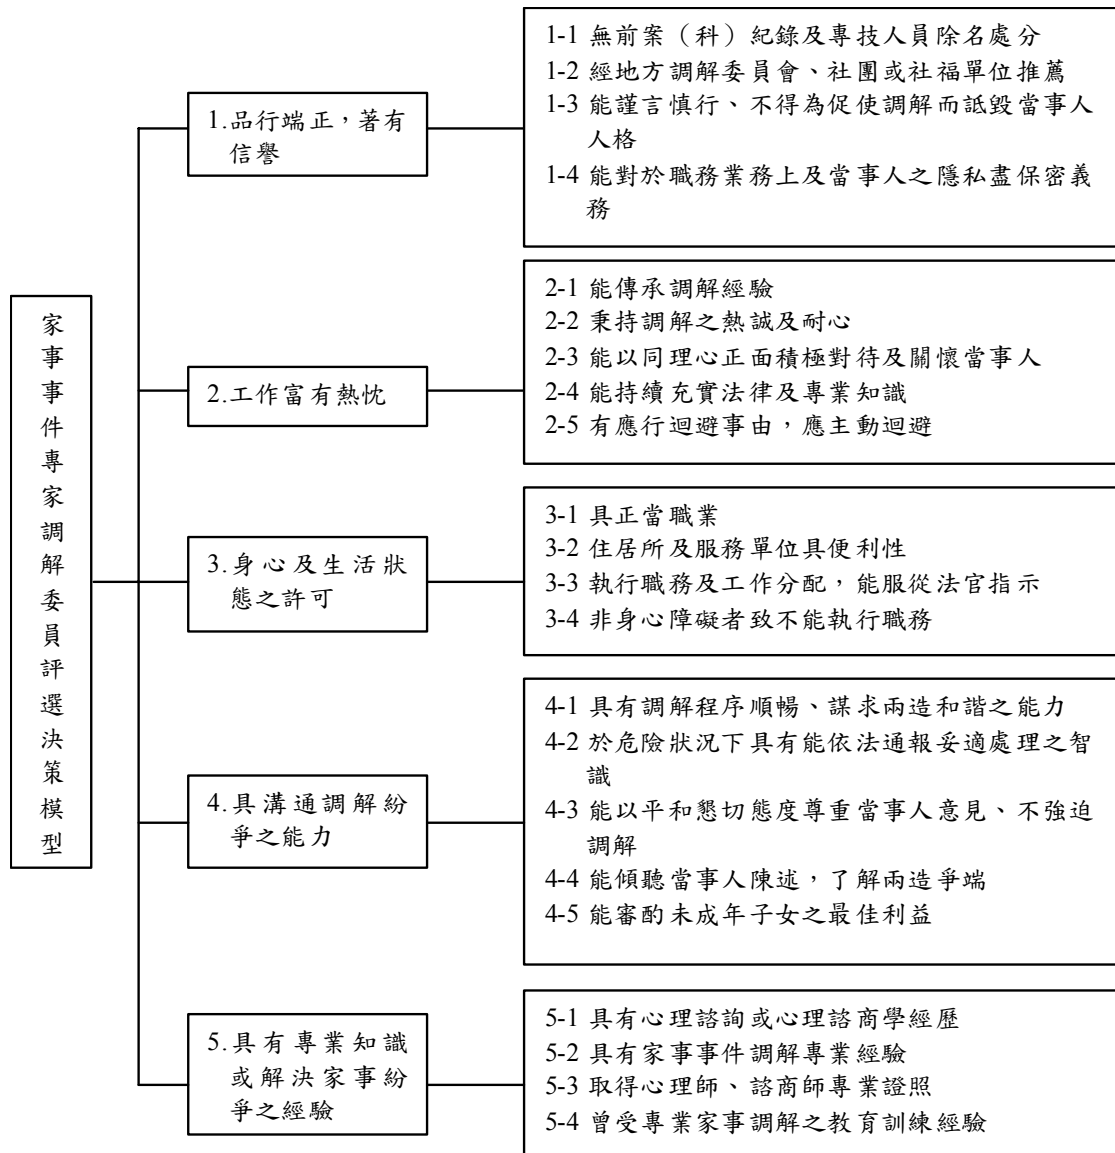 家事事件專家調解委員評選決策模型
1.品行端正，著有
信譽
1-1 無前案（科）紀錄及專技人員除名處分
1-2 經地方調解委員會、社團或社福單位推薦
1-3 能謹言慎行、不得為促使調解而詆毀當事人
人格
1-4 能對於職務業務上及當事人之隱私盡保密義
務
2.工作富有熱忱
2-1 能傳承調解經驗
2-2 秉持調解之熱誠及耐心
2-3 能以同理心正面積極對待及關懷當事人
2-4 能持續充實法律及專業知識
2-5 有應行迴避事由，應主動迴避
3.身心及生活狀
態之許可
3-1 具正當職業
3-2 住居所及服務單位具便利性
3-3 執行職務及工作分配，能服從法官指示
3-4 非身心障礙者致不能執行職務
4.具溝通調解紛
爭之能力
4-1 具有調解程序順暢、謀求兩造和諧之能力
4-2 於危險狀況下具有能依法通報妥適處理之智
識
4-3 能以平和懇切態度尊重當事人意見、不強迫
調解
4-4 能傾聽當事人陳述，了解兩造爭端
4-5 能審酌未成年子女之最佳利益
5.具有專業知識
或解決家事紛
爭之經驗
5-1 具有心理諮詢或心理諮商學經歷
5-2 具有家事事件調解專業經驗
5-3 取得心理師、諮商師專業證照
5-4 曾受專業家事調解之教育訓練經驗